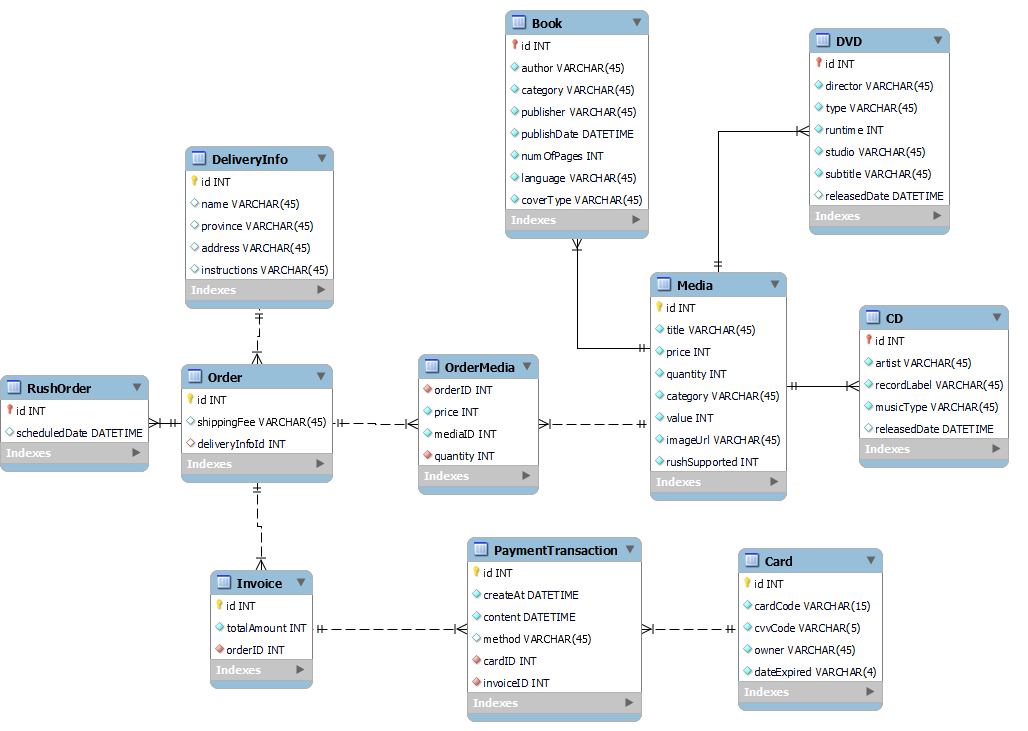 Book
id INT
author VARCHAR(45)
category VARCHAR(45)
publisher VARCHAR(45)
publishDate DATETIME
numOfPages INT
language VARCHAR(45)
coverType VARCHAR(45)
Indexes
DVD
id INT
director VARCHAR(45)
type VARCHAR(45)
runtime INT
studio VARCHAR(45)
subtitle VARCHAR(45)
releasedDate DATETIME
Indexes
DeliveryInfo
id INT
name VARCHAR(45)
province VARCHAR(45)
address VARCHAR(45)
instructions VARCHAR(45)
Indexes
Media
id INT
title VARCHAR(45)
price INT
quantity INT
category VARCHAR(45)
value INT
imageUrl VARCHAR(45)
rushSupported INT
Indexes
CD
id INT
artist VARCHAR(45)
recordLabel VARCHAR(45)
musicType VARCHAR(45)
releasedDate DATETIME
Indexes
RushOrder
id INT
scheduledDate DATETIME
Indexes
Order
id INT
shippingFee VARCHAR(45)
deliveryInfoId INT
Indexes
OrderMedia
orderID INT
price INT
mediaID INT
quantity INT
Indexes
Invoice
id INT
totalAmount INT
orderID INT
Indexes
PaymentTransaction
id INT
createAt DATETIME
content DATETIME
method VARCHAR(45)
cardID INT
invoiceID INT
Indexes
Card
id INT
cardCode VARCHAR(15)
cvvCode VARCHAR(5)
owner VARCHAR(45)
dateExpired VARCHAR(4)
Indexes